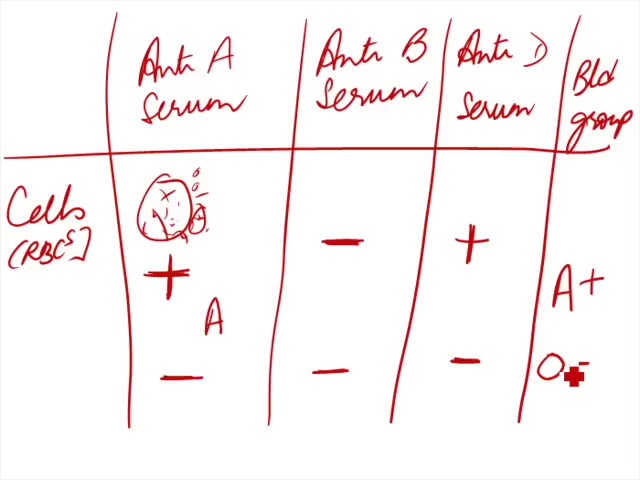 Anti A Serum
Anti B Serum
Anti D Serum
Bld group
Cells (RBCs]
+ − + A+
A
− − − O-